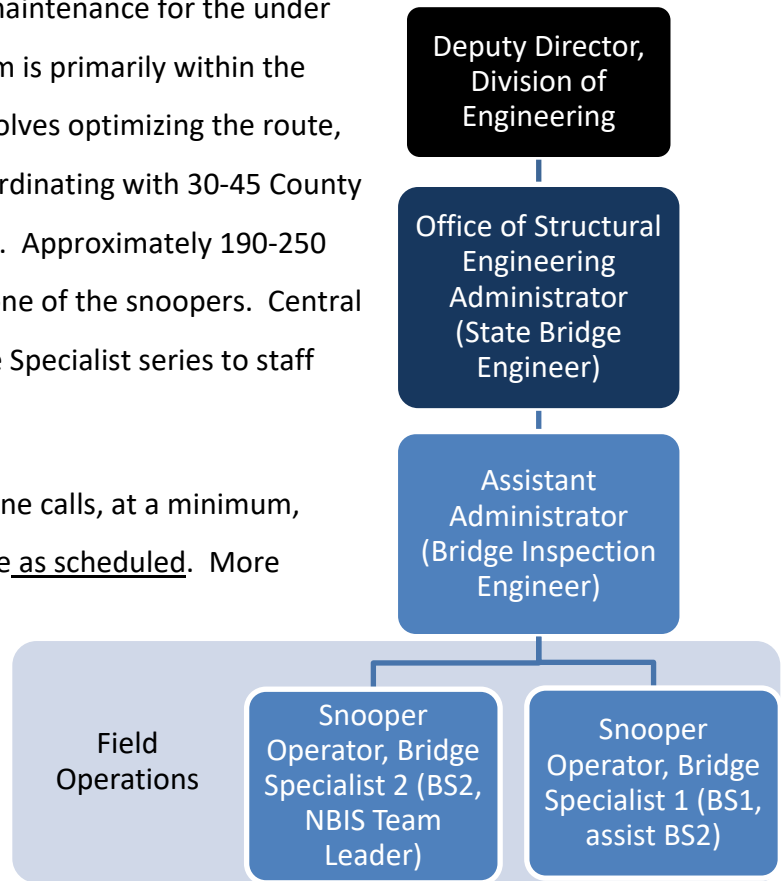 naintenance for the under
m is primarily within the
olves optimizing the route,
rdinating with 30-45 County
. Approximately 190-250
one of the snoopers. Central
e Specialist series to staff
ne calls, at a minimum,
e as scheduled. More
Deputy Director,
Division of
Engineering
Office of Structural
Engineering
Administrator
(State Bridge
Engineer)
Assistant
Administrator
(Bridge Inspection
Engineer)
Field
Operations
Snooper
Operator, Bridge
Specialist 2 (BS2,
NBIS Team
Leader)
Snooper
Operator, Bridge
Specialist 1 (BS1,
assist BS2)